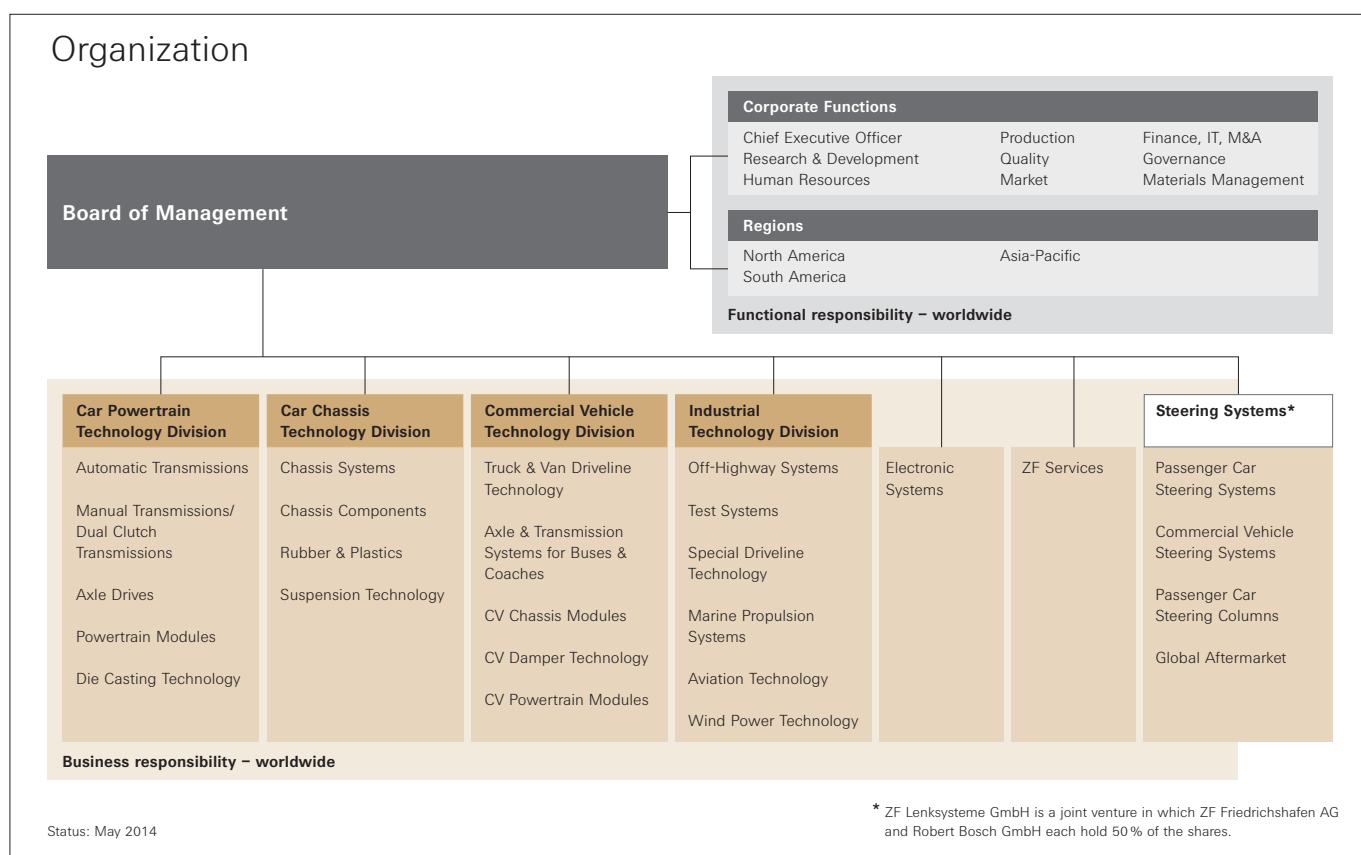 Organization
Corporate Functions
Chief Executive Officer
Research & Development
Human Resources
Production
Quality
Market
Finance, IT, M&A
Governance
Materials Management
Board of Management
Regions
North America
South America
Asia-Pacific
Functional responsibility – worldwide
Car Powertrain
Technology Division
Automatic Transmissions
Manual Transmissions/
Dual Clutch
Transmissions
Axle Drives
Powertrain Modules
Die Casting Technology
Car Chassis
Technology Division
Chassis Systems
Chassis Components
Rubber & Plastics
Suspension Technology
Commercial Vehicle
Technology Division
Truck & Van Driveline
Technology
Axle & Transmission
Systems for Buses &
Coaches
CV Chassis Modules
CV Damper Technology
CV Powertrain Modules
Industrial
Technology Division
Off-Highway Systems
Test Systems
Special Driveline
Technology
Marine Propulsion
Systems
Aviation Technology
Wind Power Technology
Electronic
Systems
ZF Services
Steering Systems*
Passenger Car
Steering Systems
Commercial Vehicle
Steering Systems
Passenger Car
Steering Columns
Global Aftermarket
Business responsibility – worldwide
* ZF Lenksysteme GmbH is a joint venture in which ZF Friedrichshafen AG
and Robert Bosch GmbH each hold 50 % of the shares.
Status: May 2014